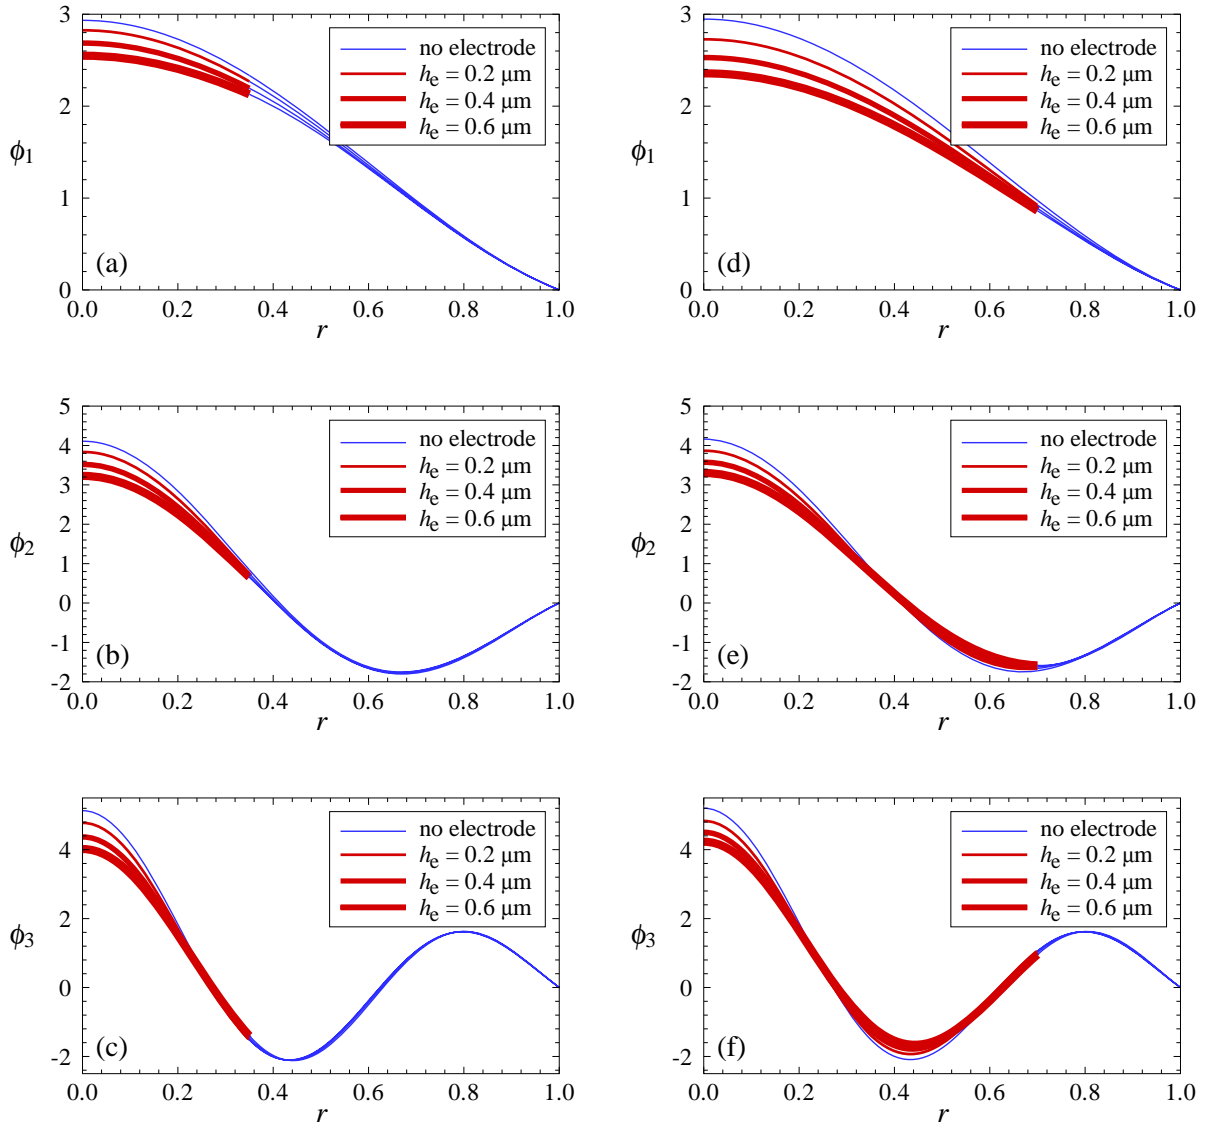 3
2
1
0
ϕ1
no electrode
he = 0.2 μm
he = 0.4 μm
he = 0.6 μm
(a)
0.0 0.2 0.4 0.6 0.8 1.0
r
3
2
1
0
ϕ1
no electrode
he = 0.2 μm
he = 0.4 μm
he = 0.6 μm
(d)
0.0 0.2 0.4 0.6 0.8 1.0
r
5
4
3
2
1
0
-1
-2
ϕ2
no electrode
he = 0.2 μm
he = 0.4 μm
he = 0.6 μm
(b)
0.0 0.2 0.4 0.6 0.8 1.0
r
5
4
3
2
1
0
-1
-2
ϕ2
no electrode
he = 0.2 μm
he = 0.4 μm
he = 0.6 μm
(e)
0.0 0.2 0.4 0.6 0.8 1.0
r
4
2
0
-2
ϕ3
no electrode
he = 0.2 μm
he = 0.4 μm
he = 0.6 μm
(c)
0.0 0.2 0.4 0.6 0.8 1.0
r
4
2
0
-2
ϕ3
no electrode
he = 0.2 μm
he = 0.4 μm
he = 0.6 μm
(f)
0.0 0.2 0.4 0.6 0.8 1.0
r